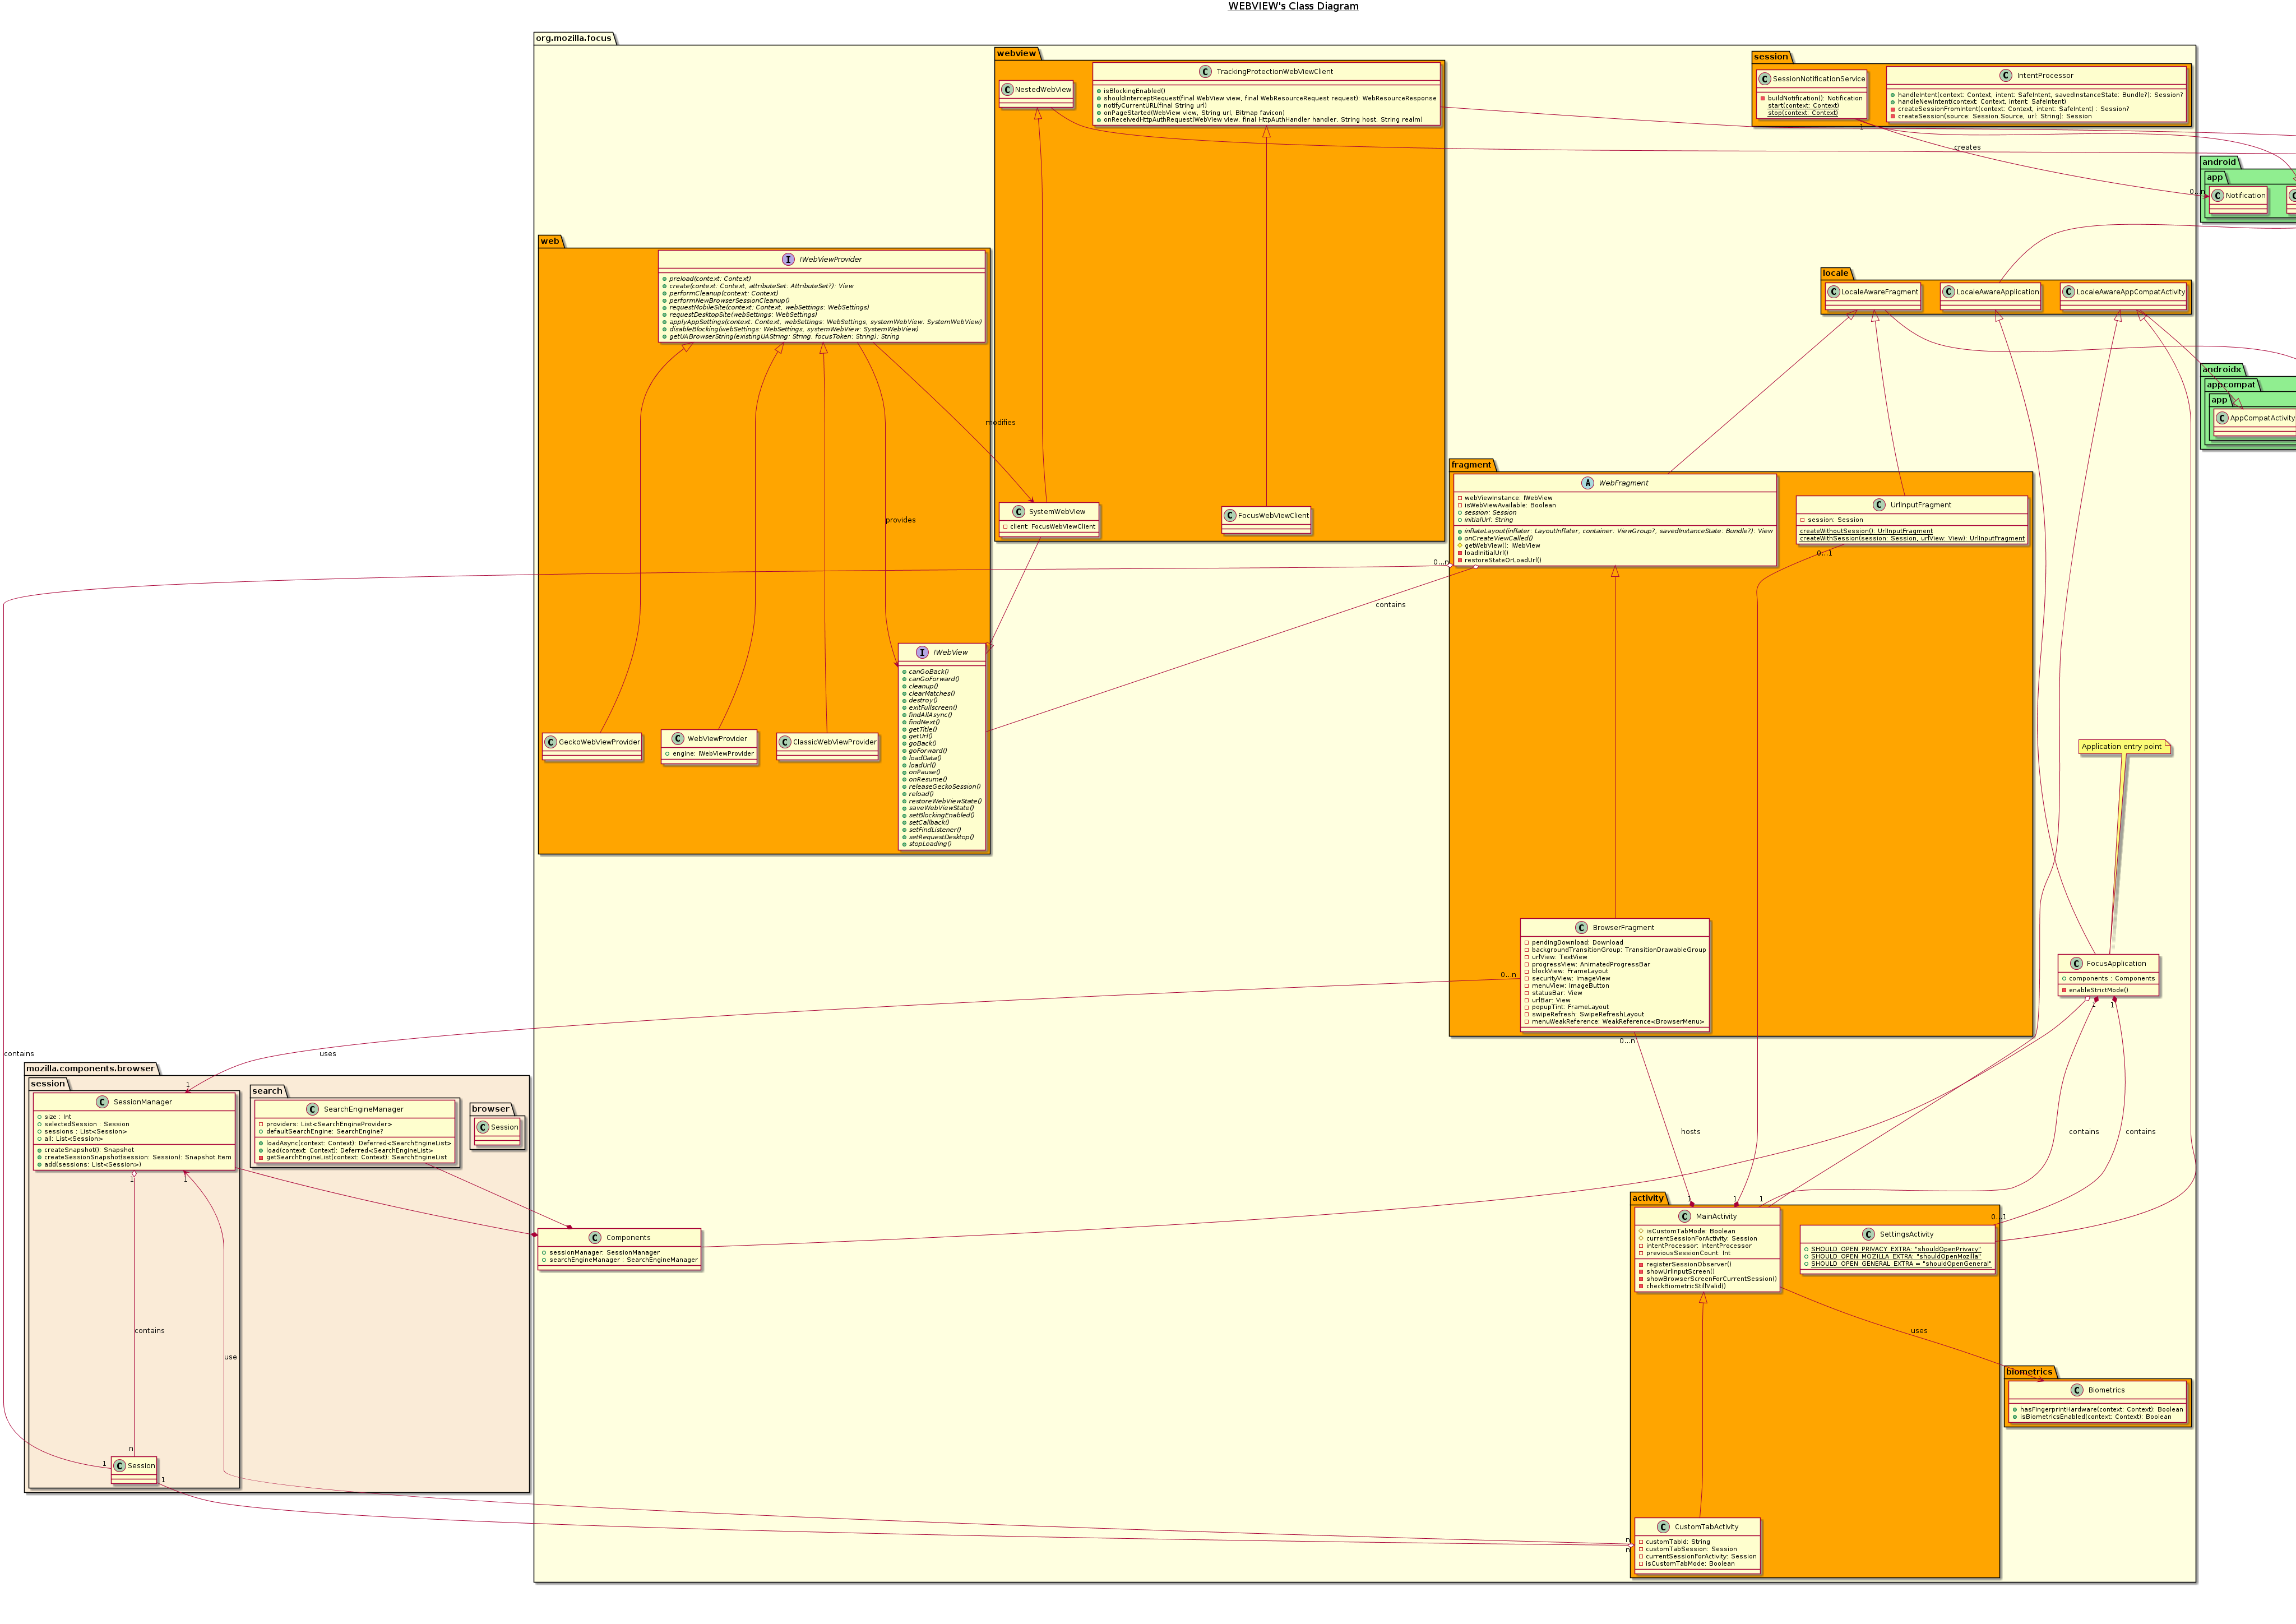 WEBVIEW's Class Diagram
org.mozilla.focus
webview
NestedWebView
TrackingProtectionWebViewClient
isBlockingEnabled()
shouldInterceptRequest(final WebView view, final WebResourceRequest request): WebResourceResponse
notifyCurrentURL(final String url)
onPageStarted(WebView view, String url, Bitmap favicon)
onReceivedHttpAuthRequest(WebView view, final HttpAuthHandler handler, String host, String realm)
SystemWebView
client: FocusWebViewClient
FocusWebViewClient
session
SessionNotificationService
buildNotification(): Notification
start(context: Context)
stop(context: Context)
IntentProcessor
handleIntent(context: Context, intent: SafeIntent, savedInstanceState: Bundle?): Session?
handleNewIntent(context: Context, intent: SafeIntent)
createSessionFromIntent(context: Context, intent: SafeIntent) : Session?
createSession(source: Session.Source, url: String): Session
1
creates
0...n
android
app
Notification
web
IWebViewProvider
preload(context: Context)
create(context: Context, attributeSet: AttributeSet?): View
performCleanup(context: Context)
performNewBrowserSessionCleanup()
requestMobileSite(context: Context, webSettings: WebSettings)
requestDesktopSite(webSettings: WebSettings)
applyAppSettings(context: Context, webSettings: WebSettings, systemWebView: SystemWebView)
disableBlocking(webSettings: WebSettings, systemWebView: SystemWebView)
getUABrowserString(existingUAString: String, focusToken: String): String
modifies
provides
GeckoWebViewProvider
WebViewProvider
engine: IWebViewProvider
ClassicWebViewProvider
IWebView
canGoBack()
canGoForward()
cleanup()
clearMatches()
destroy()
exitFullscreen()
findAllAsync()
findNext()
getTitle()
getUrl()
goBack()
goForward()
loadData()
loadUrl()
onPause()
onResume()
releaseGeckoSession()
reload()
restoreWebViewState()
saveWebViewState()
setBlockingEnabled()
setCallback()
setFindListener()
setRequestDesktop()
stopLoading()
locale
LocaleAwareFragment
LocaleAwareApplication
LocaleAwareAppCompatActivity
androidx
appcompat
app
AppCompatActivity
fragment
WebFragment
webViewInstance: IWebView
isWebViewAvailable: Boolean
session: Session
initialUrl: String
inflateLayout(inflater: LayoutInflater, container: ViewGroup?, savedInstanceState: Bundle?): View
onCreateViewCalled()
getWebView(): IWebView
loadInitialUrl()
restoreStateOrLoadUrl()
UrlInputFragment
session: Session
createWithoutSession(): UrlInputFragment
createWithSession(session: Session, urlView: View): UrlInputFragment
0...1
0...n
contains
Application entry point
BrowserFragment
pendingDownload: Download
backgroundTransitionGroup: TransitionDrawableGroup
urlView: TextView
progressView: AnimatedProgressBar
blockView: FrameLayout
securityView: ImageView
menuView: ImageButton
statusBar: View
urlBar: View
popupTint: FrameLayout
swipeRefresh: SwipeRefreshLayout
menuWeakReference: WeakReference<BrowserMenu>
0...n
0...n
FocusApplication
components : Components
enableStrictMode()
1
1
contains
uses
mozilla.components.browser
session
SessionManager
size : Int
selectedSession : Session
sessions : List<Session>
all: List<Session>
createSnapshot(): Snapshot
createSessionSnapshot(session: Session): Snapshot.Item
add(sessions: List<Session>)
1
1
1
search
SearchEngineManager
providers: List<SearchEngineProvider>
defaultSearchEngine: SearchEngine?
loadAsync(context: Context): Deferred<SearchEngineList>
load(context: Context): Deferred<SearchEngineList>
getSearchEngineList(context: Context): SearchEngineList
browser
Session
hosts
contains
contains
Components
sessionManager: SessionManager
searchEngineManager : SearchEngineManager
activity
1
1
1
0...1
MainActivity
isCustomTabMode: Boolean
currentSessionForActivity: Session
intentProcessor: IntentProcessor
previousSessionCount: Int
registerSessionObserver()
showUrlInputScreen()
showBrowserScreenForCurrentSession()
checkBiometricStillValid()
SettingsActivity
SHOULD_OPEN_PRIVACY_EXTRA: "shouldOpenPrivacy"
SHOULD_OPEN_MOZILLA_EXTRA: "shouldOpenMozilla"
SHOULD_OPEN_GENERAL_EXTRA = "shouldOpenGeneral"
contains
use
uses
biometrics
Biometrics
hasFingerprintHardware(context: Context): Boolean
isBiometricsEnabled(context: Context): Boolean
n
1
Session
1
n
n
CustomTabActivity
customTabId: String
customTabSession: Session
currentSessionForActivity: Session
isCustomTabMode: Boolean